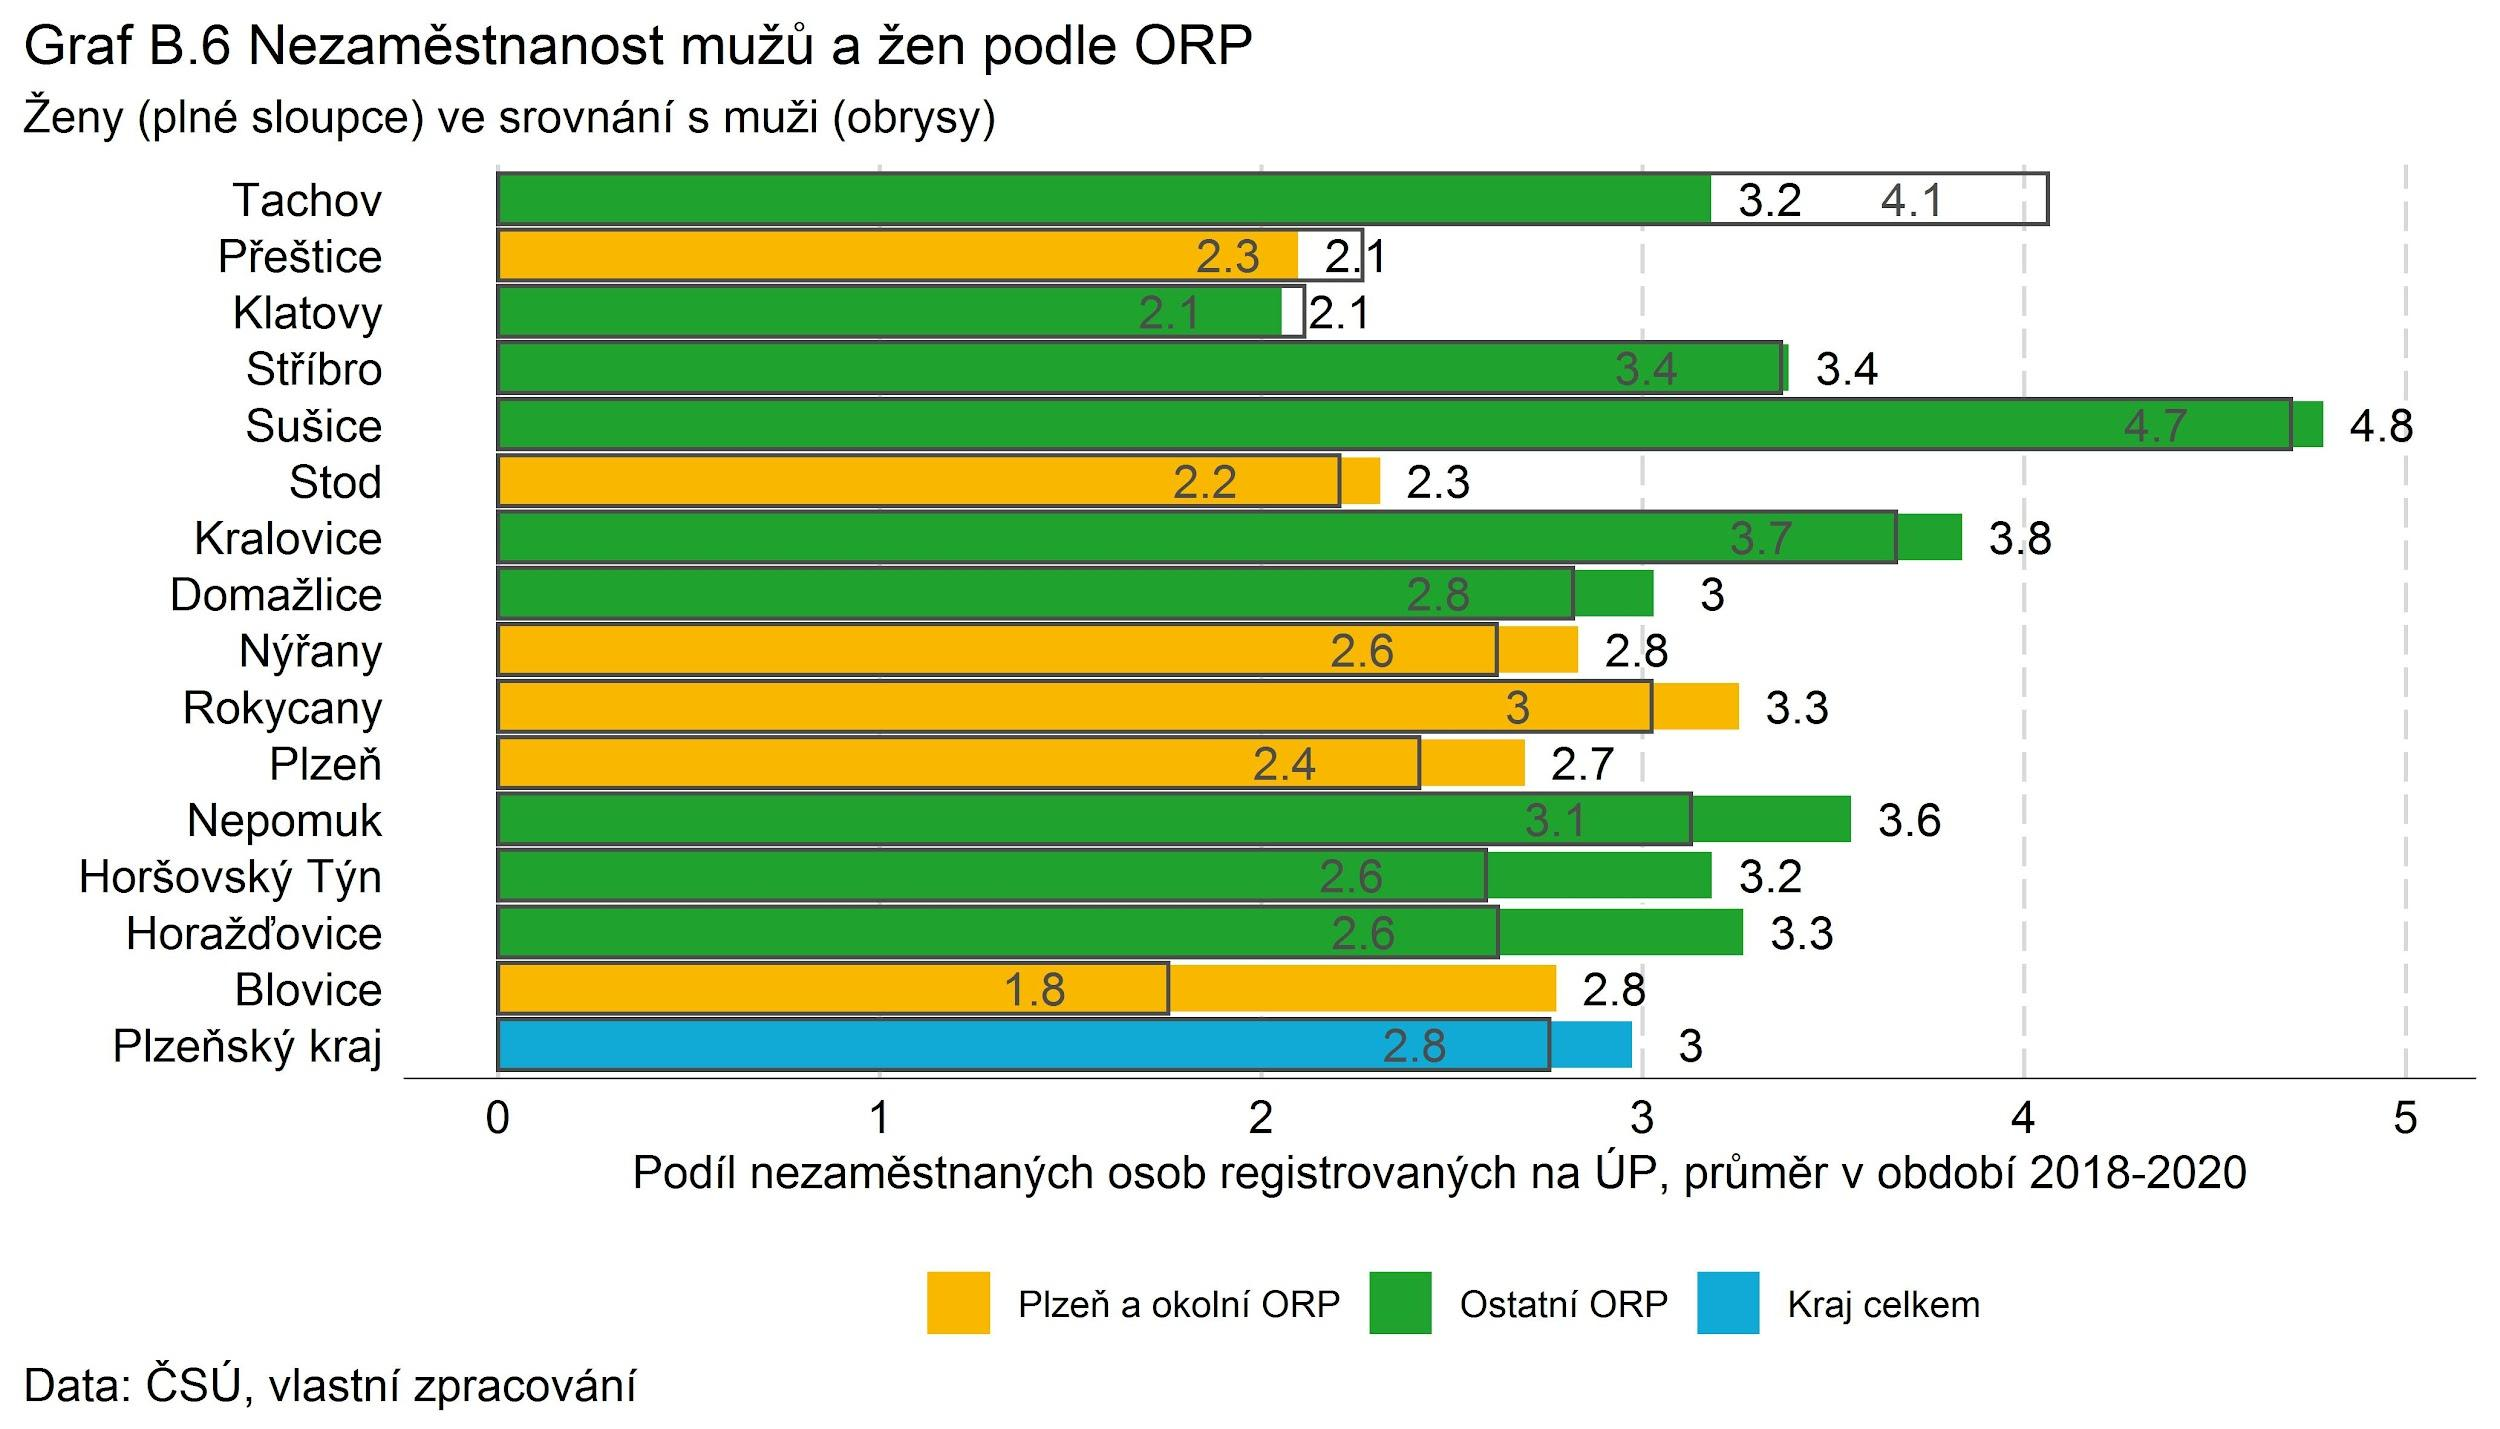 Graf B.6 Nezaměstnanost mužů a žen podle ORP
Ženy (plné sloupce) ve srovnání s muži (obrysy)
Tachov 3.2 4.1
Přeštice 2.3 2.1
Klatovy 2.1 2.1
Stříbro 3.4 3.4
Sušice 4.7 4.8
Stod 2.2 2.3
Kralovice 3.7 3.8
Domažlice 2.8 3
Nýřany 2.6 2.8
Rokycany 3 3.3
Plzeň 2.4 2.7
Nepomuk 3.1 3.6
Horšovský Týn 2.6 3.2
Horažďovice 2.6 3.3
Blovice 1.8 2.8
Plzeňský kraj 2.8 3
0 1 2 3 4 5
Podíl nezaměstnaných osob registrovaných na ÚP, průměr v období 2018-2020
Plzeň a okolní ORP Ostatní ORP Kraj celkem
Data: ČSÚ, vlastní zpracování